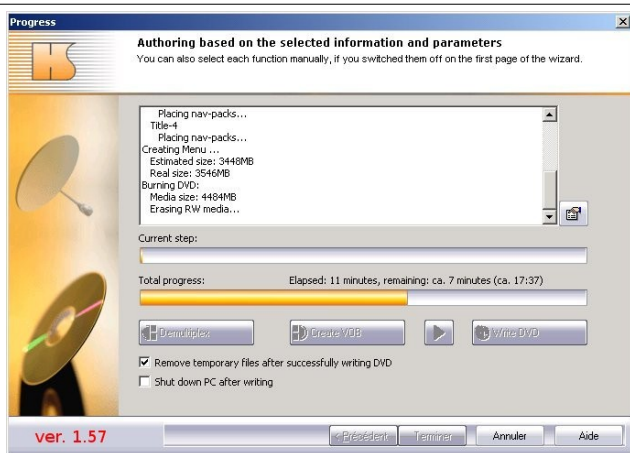 Progress
HS
Authoring based on the selected information and parameters
You can also select each function manually, if you switched them off on the first page of the wizard.
Placing nav-packs...
Title-4
Placing nav-packs...
Creating Menu ...
Estimated size: 3448MB
Real size: 3546MB
Burning DVD:
Media size: 4484MB
Erasing RW media...
Current step:
Total progress: Elapsed: 11 minutes, remaining: ca. 7 minutes (ca. 17:37)
Demultiplex Create VOB Write DVD
Remove temporary files after successfully writing DVD
Shut down PC after writing
ver. 1.57 < Précédent Terminer Annuler Aide